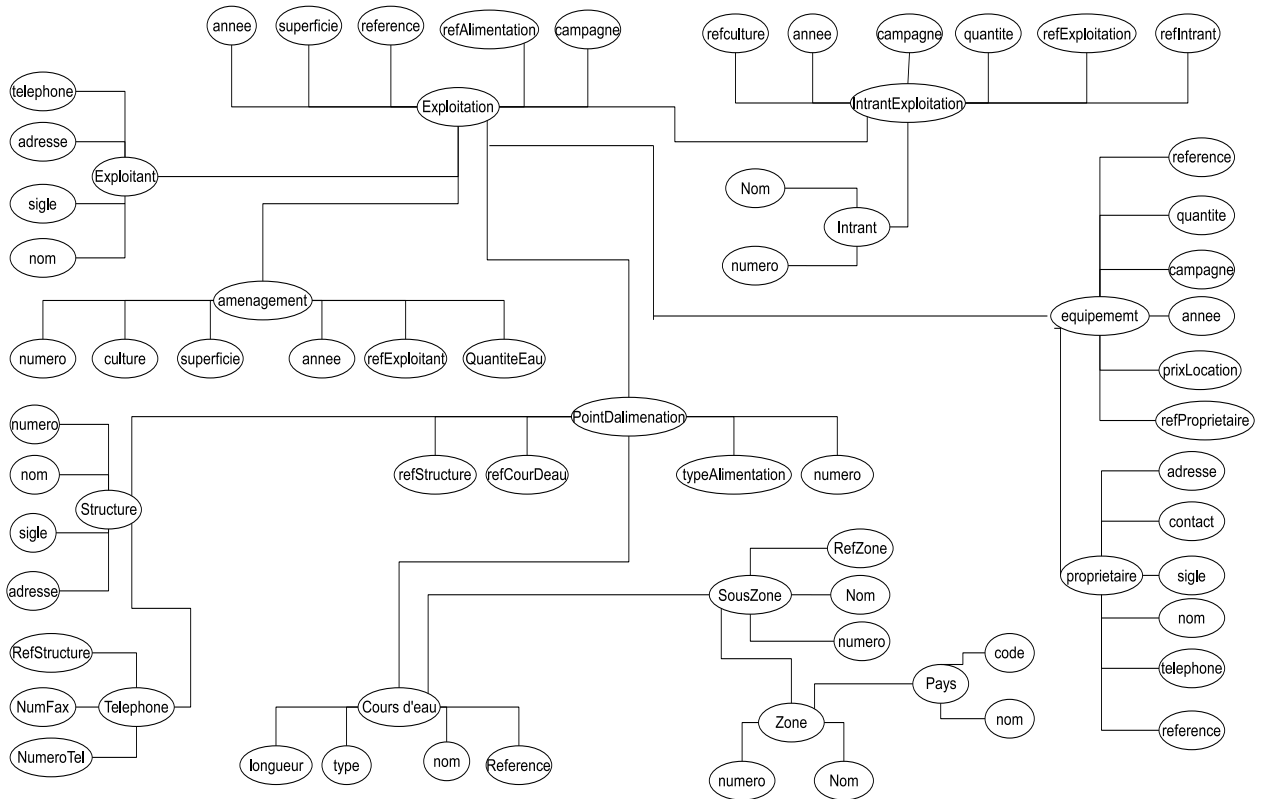 annee
superficie
reference
refAlimentation
campagne
refculture
annee
campagne
quantite
refExploitation
refIntrant
telephone
adresse
Exploitant
sigle
nom
Exploitation
IntrantExploitation
Nom
Intrant
numero
reference
quantite
campagne
equipememt
annee
prixLocation
refProprietaire
amenagement
numero
culture
superficie
annee
refExploitant
QuantiteEau
PointDalimenation
refStructure
refCourDeau
typeAlimentation
numero
numero
nom
Structure
sigle
adresse
RefStructure
NumFax
Telephone
NumeroTel
adresse
contact
proprietaire
sigle
nom
telephone
reference
RefZone
SousZone
Nom
numero
code
Pays
nom
Zone
numero
Nom
Cours d'eau
longueur
type
nom
Reference